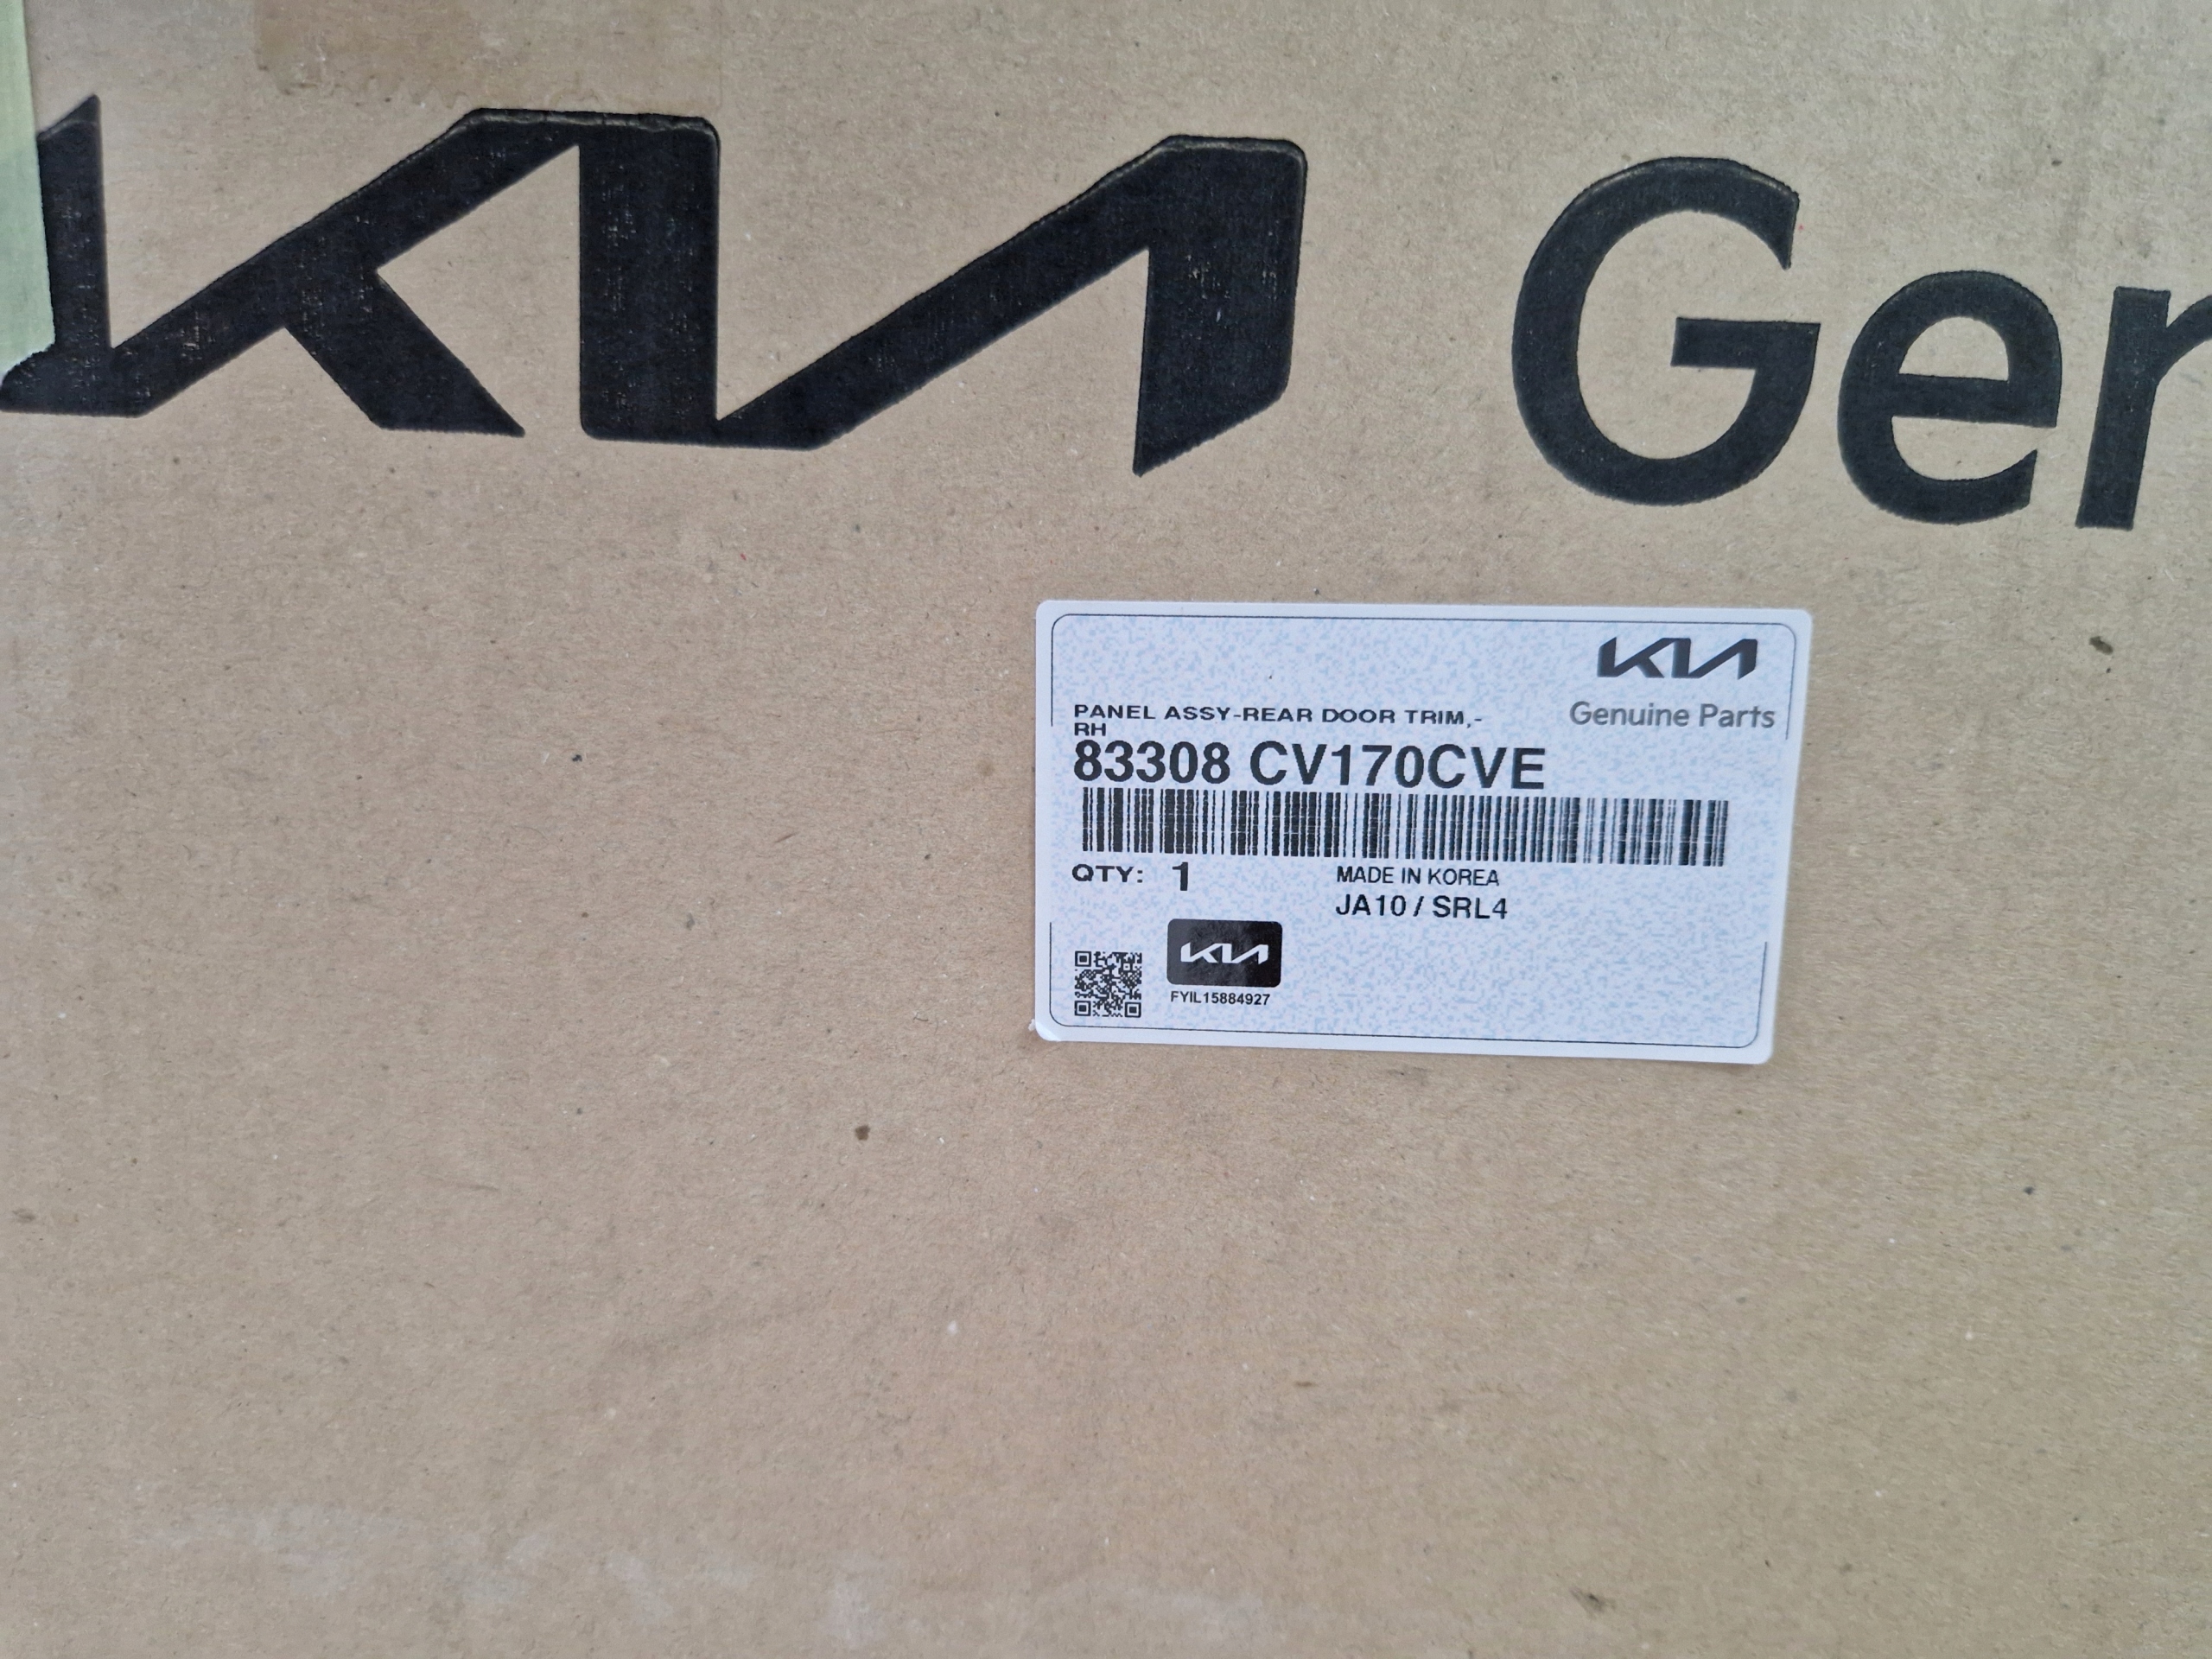 KIA Gen
KIA
Genuine Parts
PANEL ASSY-REAR DOOR TRIM,-
RH
83308 CV170CVE
QTY: 1
MADE IN KOREA
JA10 / SRL4
KIA
FYIL15884927